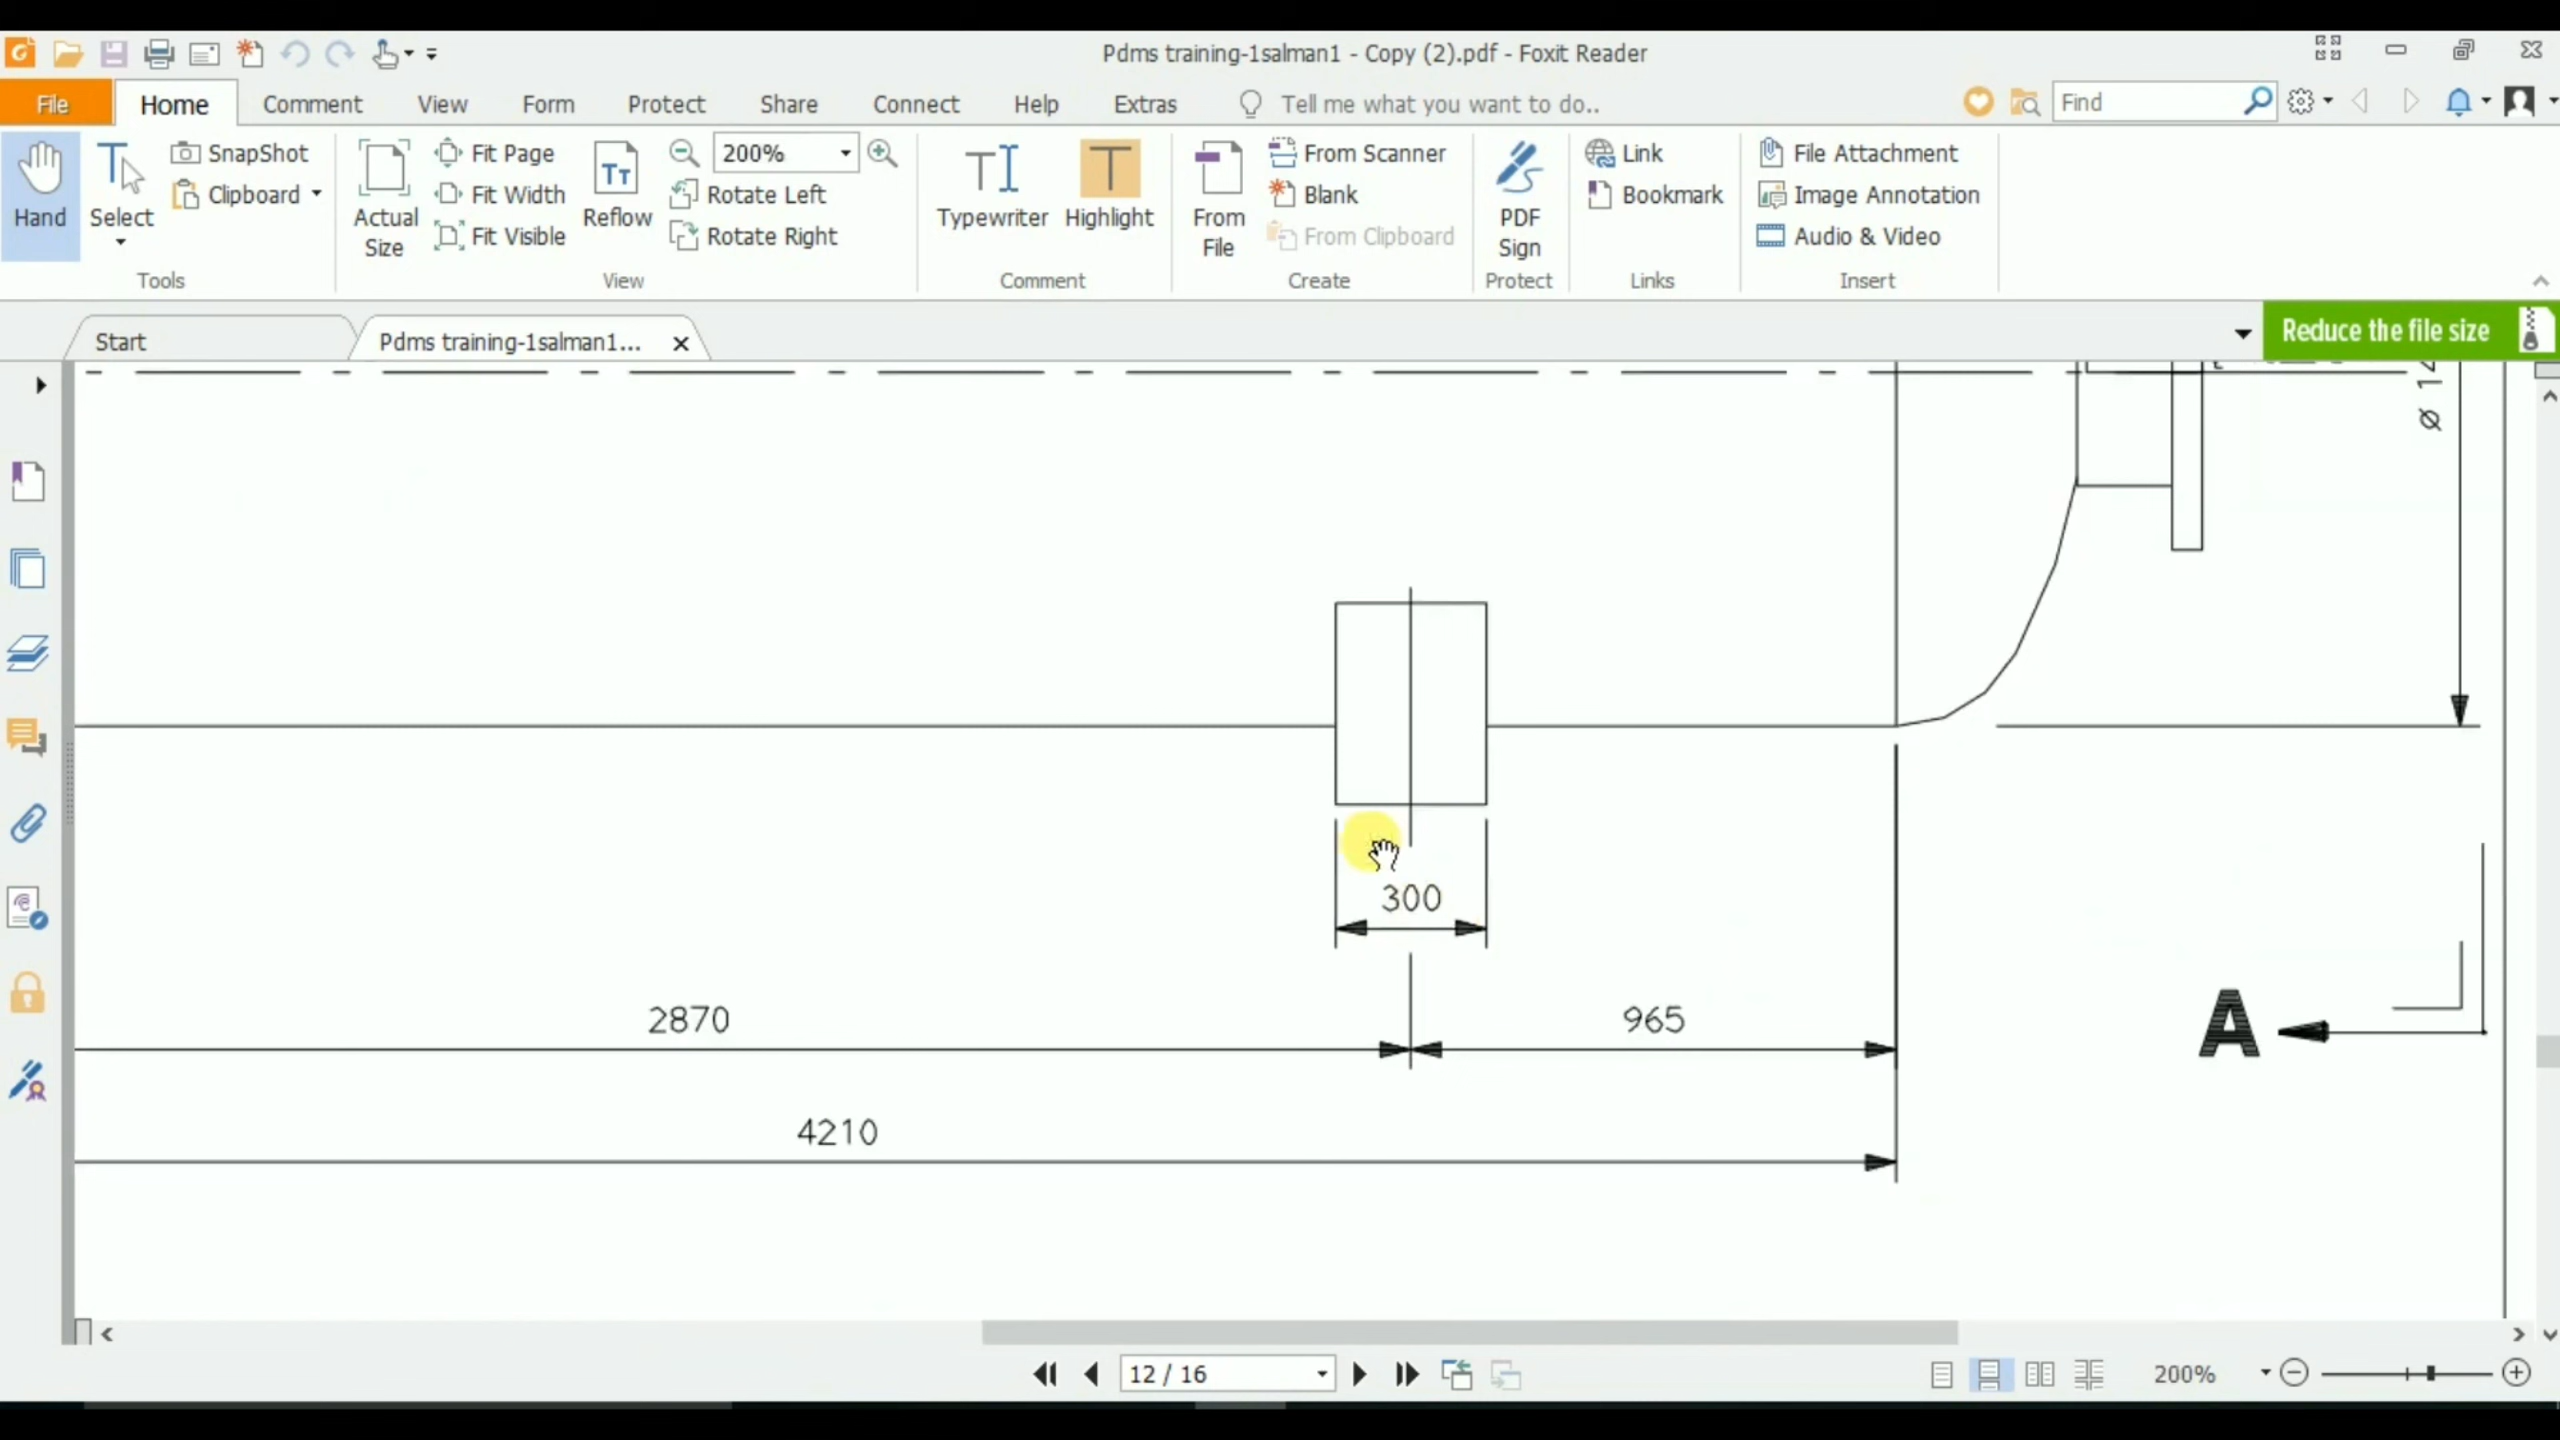 Pdms training-1salman1 - Copy (2).pdf - Foxit Reader
File Home Comment View Form Protect Share Connect Help Extras Tell me what you want to do.. Find
Hand Select SnapShot Clipboard
Tools
Actual Size Fit Page Fit Width Fit Visible Reflow 200% Rotate Left Rotate Right
View
Typewriter Highlight
Comment
From File From Scanner Blank From Clipboard
Create
PDF Sign
Protect
Link Bookmark
Links
File Attachment Image Annotation Audio & Video
Insert
Start Pdms training-1salman1... Reduce the file size
ø 14
300
2870 965
A
4210
12 / 16 200%